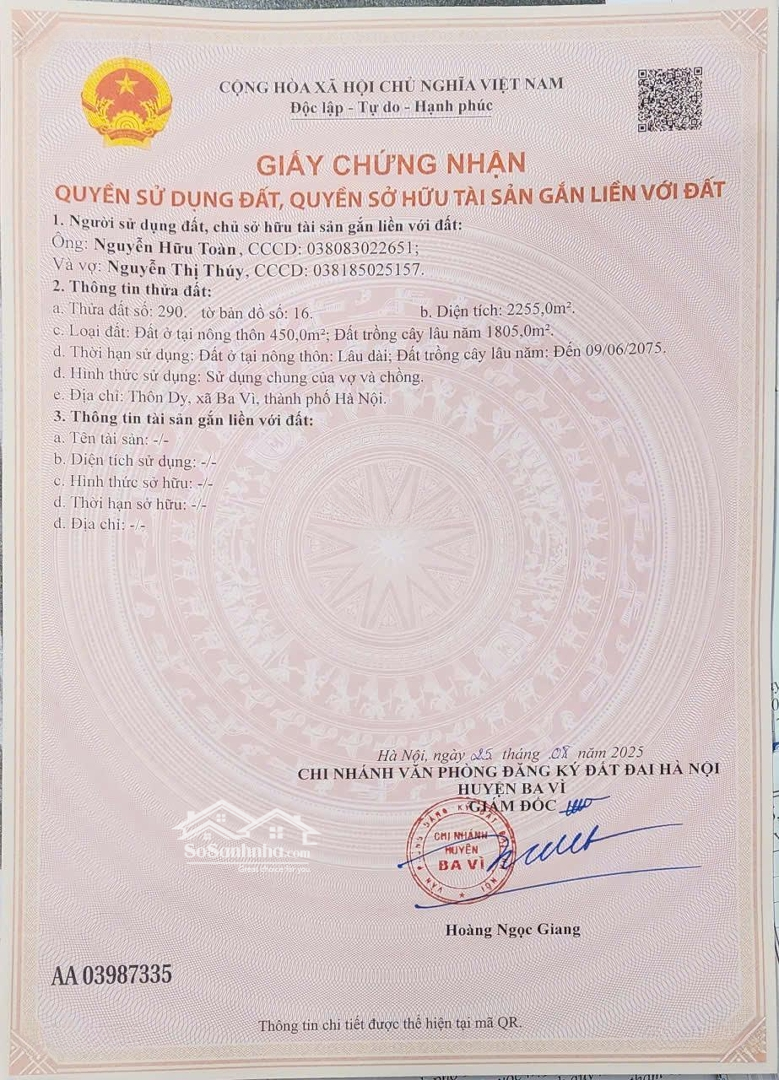 CỘNG HÒA XÃ HỘI CHỦ NGHĨA VIỆT NAM
Độc lập - Tự do - Hạnh phúc
GIẤY CHỨNG NHẬN
QUYỀN SỬ DỤNG ĐẤT, QUYỀN SỞ HỮU TÀI SẢN GẮN LIỀN VỚI ĐẤT
1. Người sử dụng đất, chủ sở hữu tài sản gắn liền với đất:
Ông: Nguyễn Hữu Toàn, CCCD: 038083022651;
Và vợ: Nguyễn Thị Thúy, CCCD: 038185025157.
2. Thông tin thửa đất:
a. Thửa đất số: 290. tờ bản đồ số: 16. b. Diện tích: 2255,0m².
c. Loại đất: Đất ở tại nông thôn 450,0m²; Đất trồng cây lâu năm 1805,0m².
d. Thời hạn sử dụng: Đất ở tại nông thôn: Lâu dài; Đất trồng cây lâu năm: Đến 09/06/2075.
đ. Hình thức sử dụng: Sử dụng chung của vợ và chồng.
e. Địa chỉ: Thôn Dy, xã Ba Vì, thành phố Hà Nội.
3. Thông tin tài sản gắn liền với đất:
a. Tên tài sản: -/-
b. Diện tích sử dụng: -/-
c. Hình thức sở hữu: -/-
d. Thời hạn sở hữu: -/-
đ. Địa chỉ: -/-
Hà Nội, ngày 25 tháng 08 năm 2025
CHI NHÁNH VĂN PHÒNG ĐĂNG KÝ ĐẤT ĐAI HÀ NỘI
HUYỆN BA VÌ
GIÁM ĐỐC
CHI NHÁNH
HUYỆN
BA VÌ
SoSanhnha.com
Great choice for you
Hoàng Ngọc Giang
AA 03987335
Thông tin chi tiết được thể hiện tại mã QR.